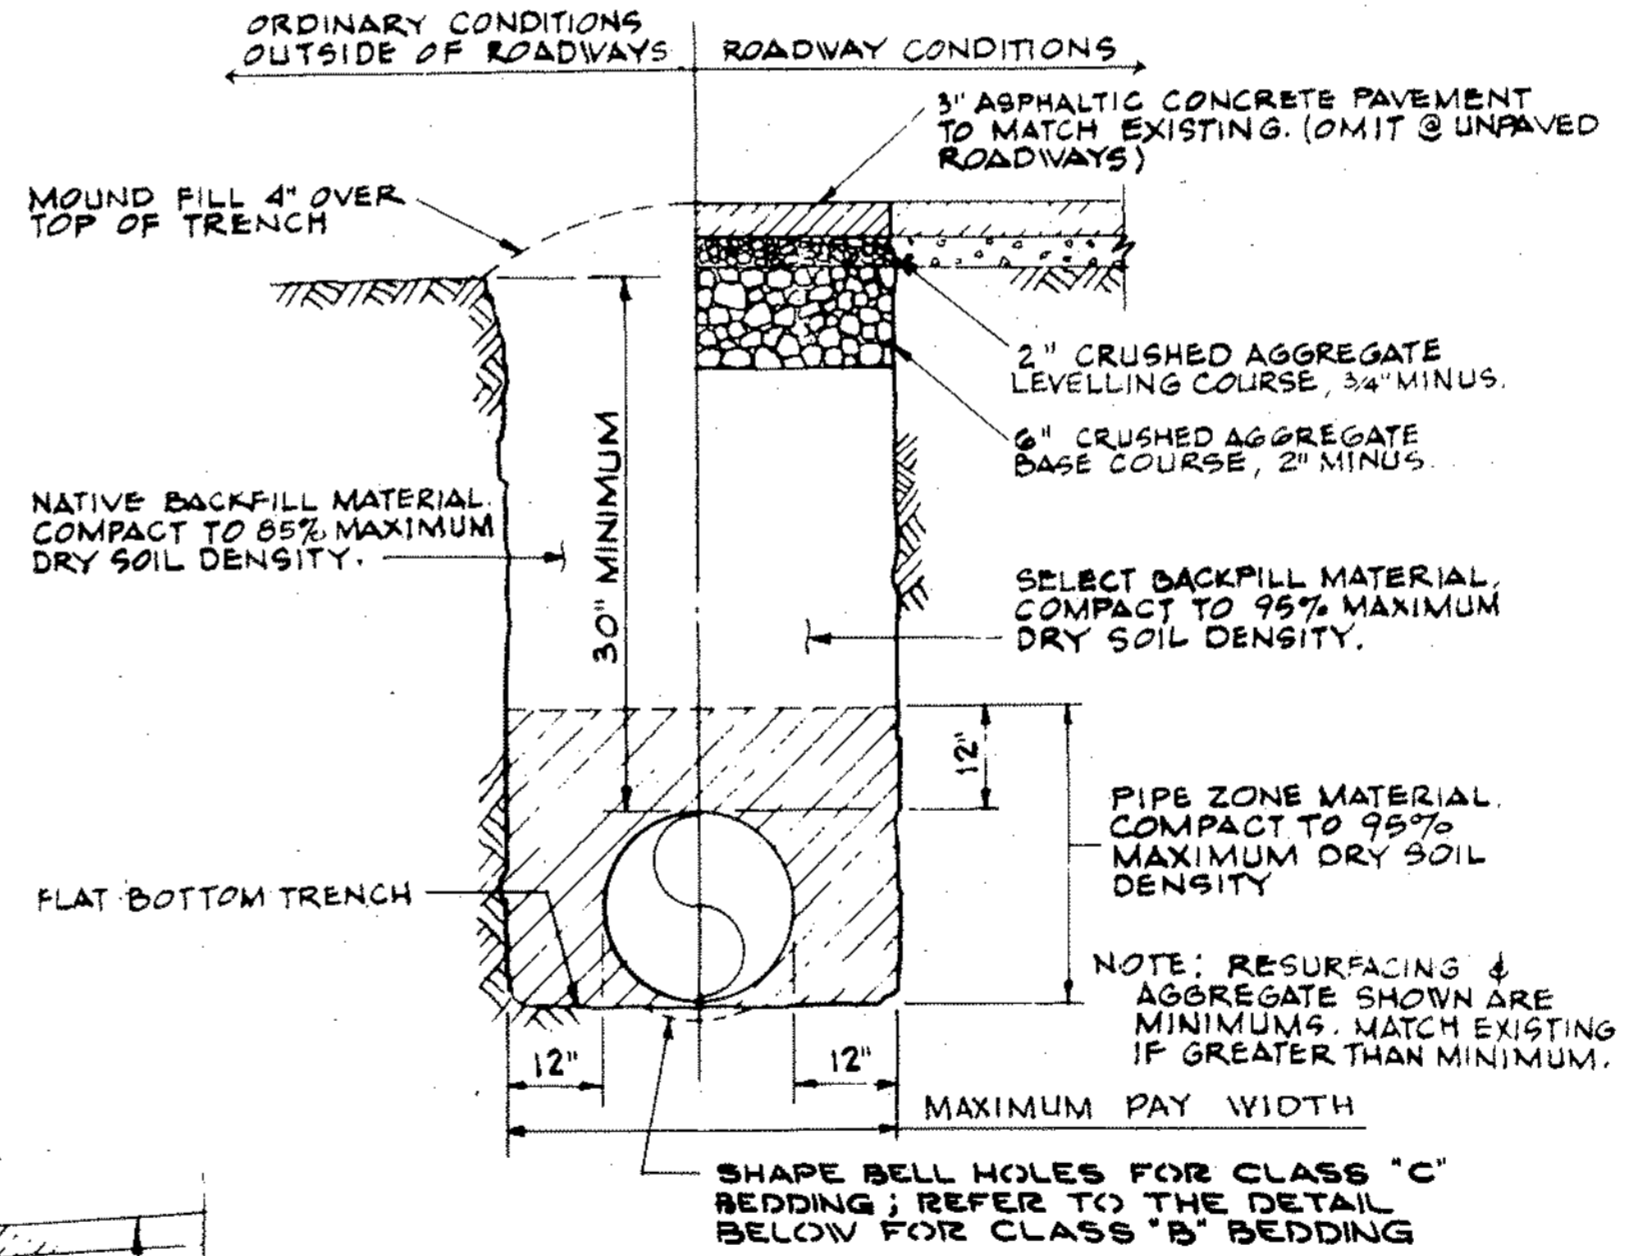 ORDINARY CONDITIONS
OUTSIDE OF ROADWAYS
ROADWAY CONDITIONS
3" ASPHALTIC CONCRETE PAVEMENT
TO MATCH EXISTING. (OMIT @ UNPAVED
ROADWAYS)
MOUND FILL 4" OVER
TOP OF TRENCH
2" CRUSHED AGGREGATE
LEVELLING COURSE, 3/4" MINUS.
6" CRUSHED AGGREGATE
BASE COURSE, 2" MINUS.
30" MINIMUM
NATIVE BACKFILL MATERIAL.
COMPACT TO 85% MAXIMUM
DRY SOIL DENSITY.
SELECT BACKFILL MATERIAL,
COMPACT TO 95% MAXIMUM
DRY SOIL DENSITY.
12"
PIPE ZONE MATERIAL.
COMPACT TO 95%
MAXIMUM DRY SOIL
DENSITY
FLAT BOTTOM TRENCH
NOTE: RESURFACING &
AGGREGATE SHOWN ARE
MINIMUMS. MATCH EXISTING
IF GREATER THAN MINIMUM.
12"
12"
MAXIMUM PAY WIDTH
SHAPE BELL HOLES FOR CLASS "C"
BEDDING; REFER TO THE DETAIL
BELOW FOR CLASS "B" BEDDING